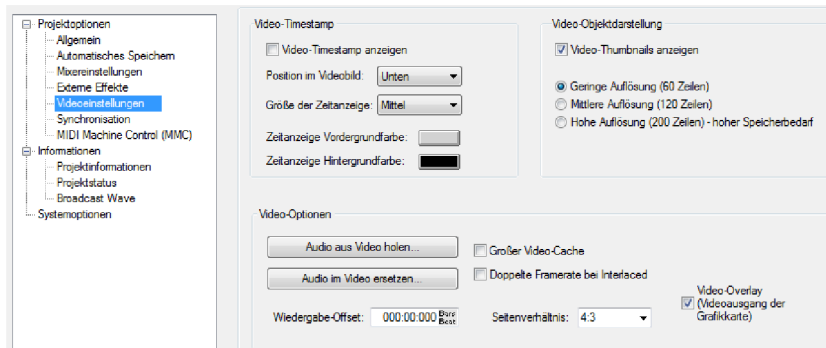 Projektoptionen
Allgemein
Automatisches Speichern
Mixereinstellungen
Externe Effekte
Videoeinstellungen
Synchronisation
MIDI Machine Control (MMC)
Informationen
Projektinformationen
Projektstatus
Broadcast Wave
Systemoptionen
Video-Timestamp
Video-Timestamp anzeigen
Position im Videobild: Unten
Größe der Zeitanzeige: Mittel
Zeitanzeige Vordergrundfarbe:
Zeitanzeige Hintergrundfarbe:
Video-Objektdarstellung
Video-Thumbnails anzeigen
Geringe Auflösung (60 Zeilen)
Mittlere Auflösung (120 Zeilen)
Hohe Auflösung (200 Zeilen) - hoher Speicherbedarf
Video-Optionen
Audio aus Video holen...
Audio im Video ersetzen...
Großer Video-Cache
Doppelte Framerate bei Interlaced
Wiedergabe-Offset: 000:00:000 Bars Beat
Seitenverhältnis: 4:3
Video-Overlay
(Videoausgang der
Grafikkarte)